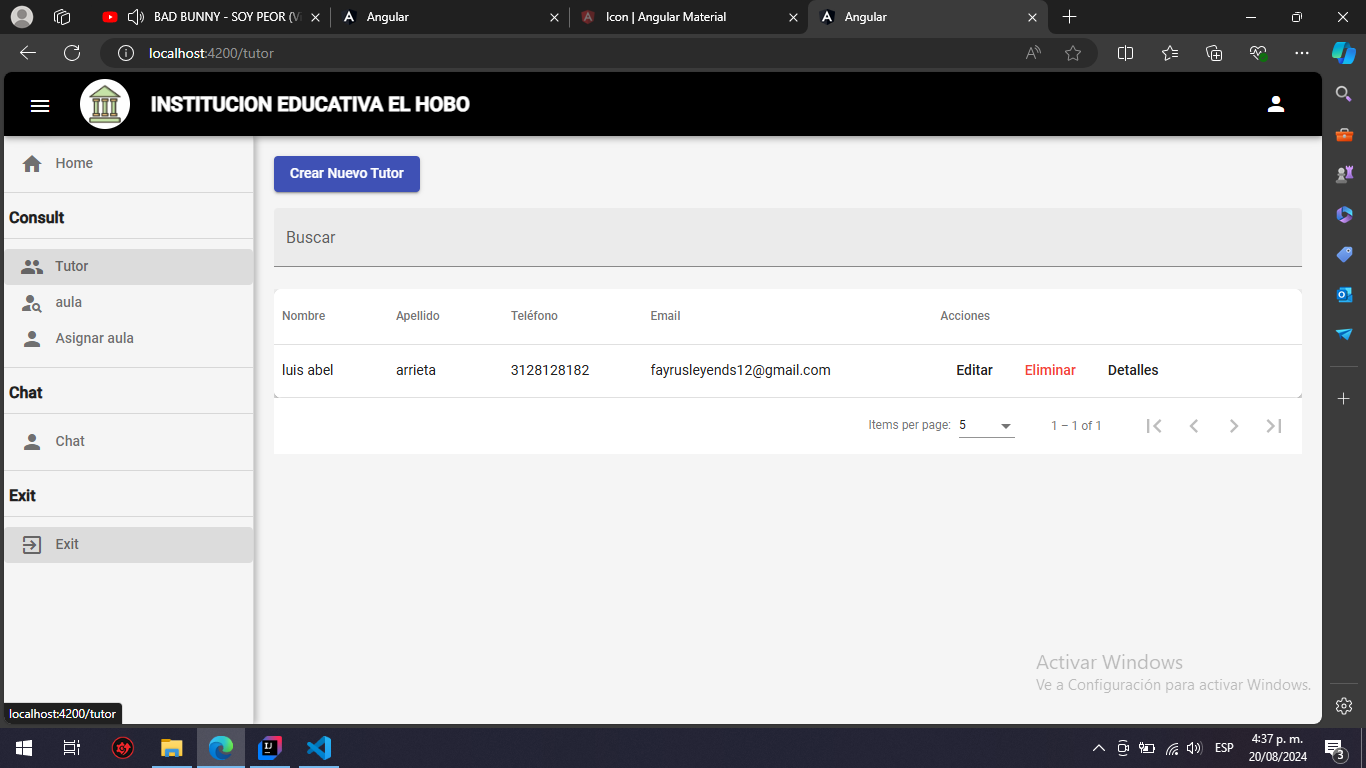 BAD BUNNY - SOY PEOR (Vi
Angular
Icon | Angular Material
Angular
localhost:4200/tutor
INSTITUCION EDUCATIVA EL HOBO
Home
Consult
Tutor
aula
Asignar aula
Chat
Chat
Exit
Exit
Crear Nuevo Tutor
Buscar
Nombre Apellido Teléfono Email Acciones
luis abel arrieta 3128128182 fayrusleyends12@gmail.com Editar Eliminar Detalles
Items per page: 5 1 – 1 of 1
Activar Windows
Ve a Configuración para activar Windows.
localhost:4200/tutor
ESP
4:37 p. m.
20/08/2024
3